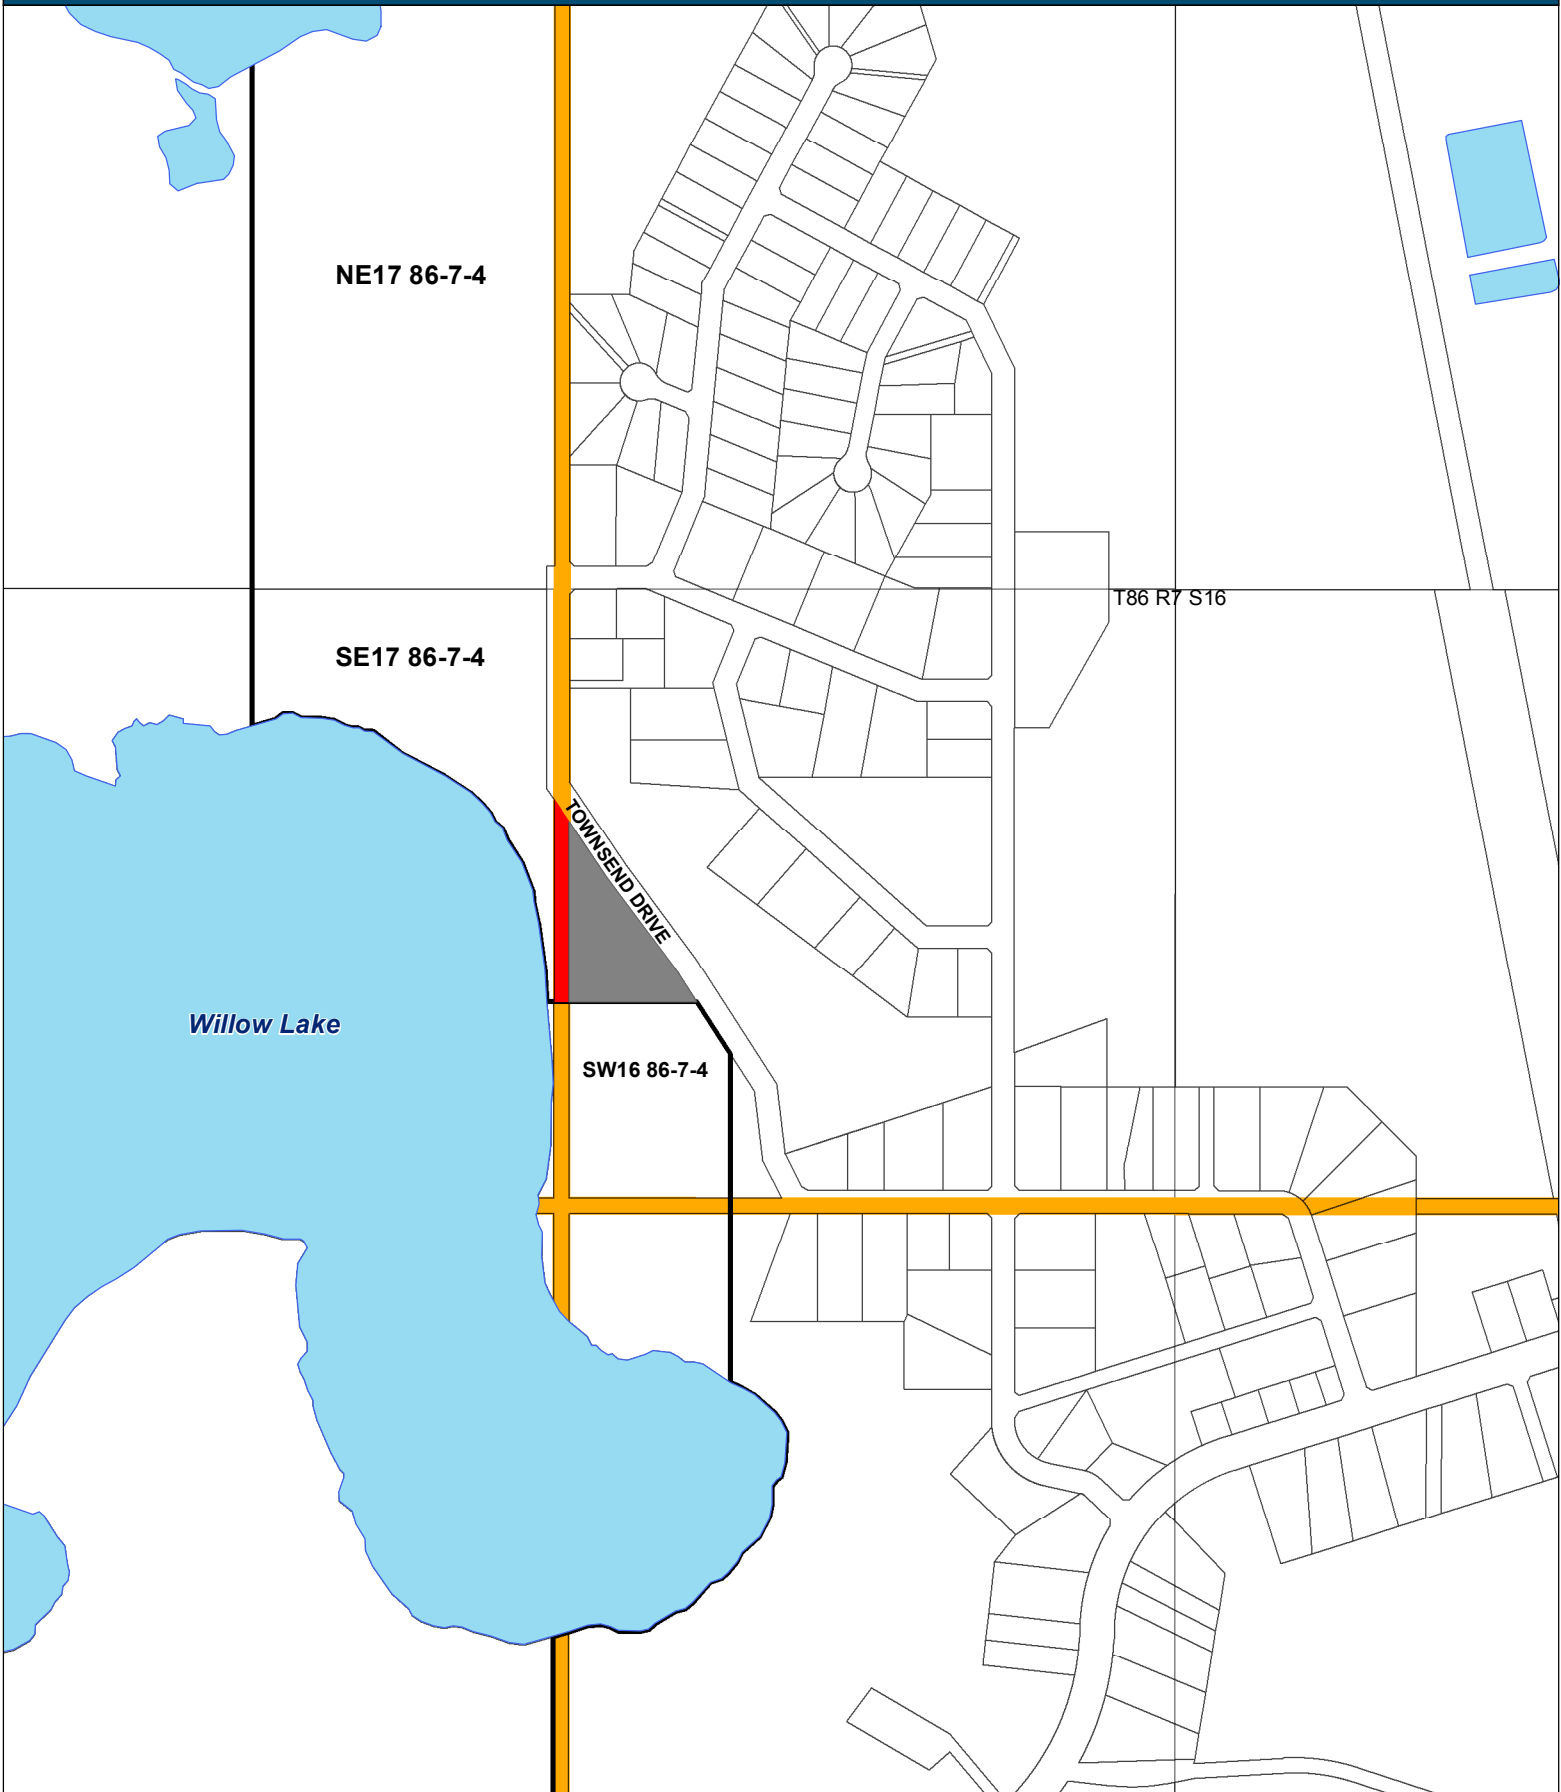 NE17 86-7-4
T86 R7 S16
SE17 86-7-4
TOWNSEND DRIVE
Willow Lake
SW16 86-7-4